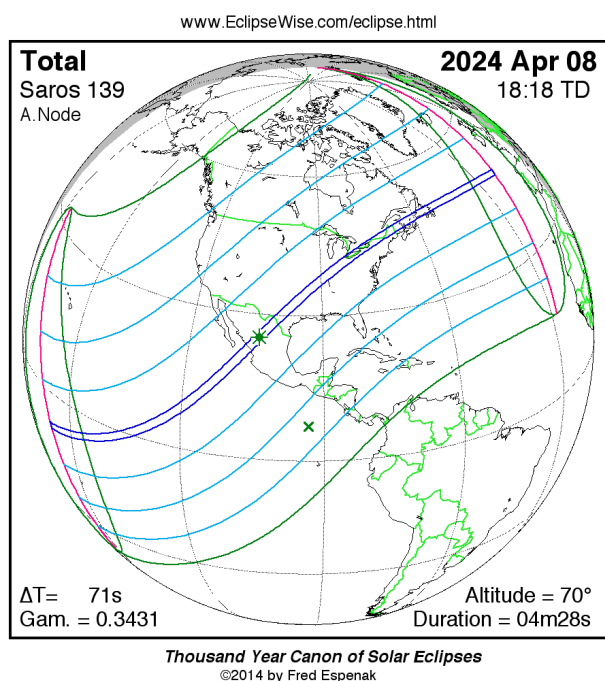 www.EclipseWise.com/eclipse.html
Total
2024 Apr 08
Saros 139
18:18 TD
A.Node
ΔT= 71s
Altitude = 70°
Gam. = 0.3431
Duration = 04m28s
Thousand Year Canon of Solar Eclipses
©2014 by Fred Espenak